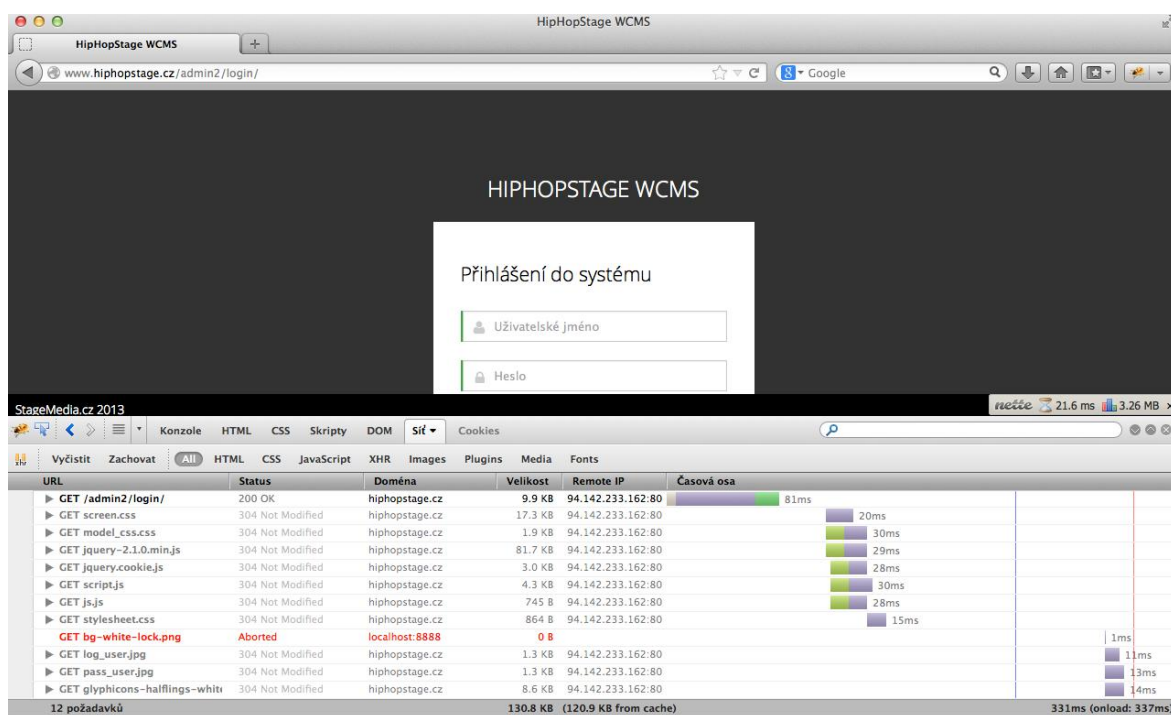 HipHopStage WCMS
HipHopStage WCMS
www.hiphopstage.cz/admin2/login/ Google
HIPHOPSTAGE WCMS
Přihlášení do systému
Uživatelské jméno
Heslo
StageMedia.cz 2013 nette 21.6 ms 3.26 MB ×
Konzole HTML CSS Skripty DOM Síť Cookies
Vyčistit Zachovat All HTML CSS JavaScript XHR Images Plugins Media Fonts
URL Status Doména Velikost Remote IP Časová osa
GET /admin2/login/ 200 OK hiphopstage.cz 9.9 KB 94.142.233.162:80 81ms
GET screen.css 304 Not Modified hiphopstage.cz 17.3 KB 94.142.233.162:80 20ms
GET model_css.css 304 Not Modified hiphopstage.cz 1.9 KB 94.142.233.162:80 30ms
GET jquery-2.1.0.min.js 304 Not Modified hiphopstage.cz 81.7 KB 94.142.233.162:80 29ms
GET jquery.cookie.js 304 Not Modified hiphopstage.cz 3.0 KB 94.142.233.162:80 28ms
GET script.js 304 Not Modified hiphopstage.cz 4.3 KB 94.142.233.162:80 30ms
GET js.js 304 Not Modified hiphopstage.cz 745 B 94.142.233.162:80 28ms
GET stylesheet.css 304 Not Modified hiphopstage.cz 864 B 94.142.233.162:80 15ms
GET bg-white-lock.png Aborted localhost:8888 0 B 1ms
GET log_user.jpg 304 Not Modified hiphopstage.cz 1.3 KB 94.142.233.162:80 11ms
GET pass_user.jpg 304 Not Modified hiphopstage.cz 1.3 KB 94.142.233.162:80 13ms
GET glyphicons-halflings-white 304 Not Modified hiphopstage.cz 8.6 KB 94.142.233.162:80 14ms
12 požadavků 130.8 KB (120.9 KB from cache) 331ms (onload: 337ms)